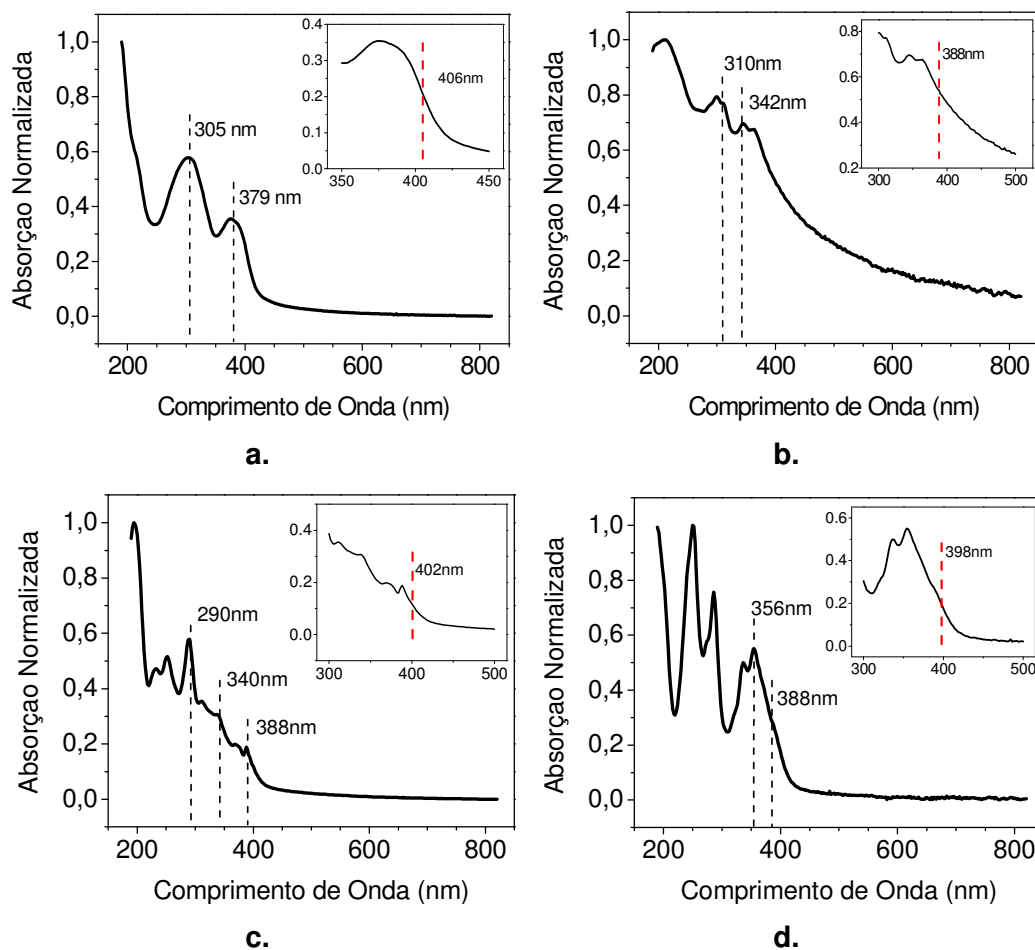 Absorçao Normalizada
1,0
0,8
0,6
0,4
0,2
0,0
305 nm
379 nm
0.4
0.3
0.2
0.1
0.0
406nm
350 400 450
200 400 600 800
Comprimento de Onda (nm)
a.
Absorçao Normalizada
1,0
0,8
0,6
0,4
0,2
0,0
310nm
342nm
0.8
0.6
0.4
0.2
388nm
300 400 500
200 400 600 800
Comprimento de Onda (nm)
b.
Absorçao Normalizada
1,0
0,8
0,6
0,4
0,2
0,0
290nm
340nm
388nm
0.4
0.2
0.0
402nm
300 400 500
200 400 600 800
Comprimento de Onda (nm)
c.
Absorçao Normalizada
1,0
0,8
0,6
0,4
0,2
0,0
356nm
388nm
0.6
0.4
0.2
0.0
398nm
300 400 500
200 400 600 800
Comprimento de Onda (nm)
d.